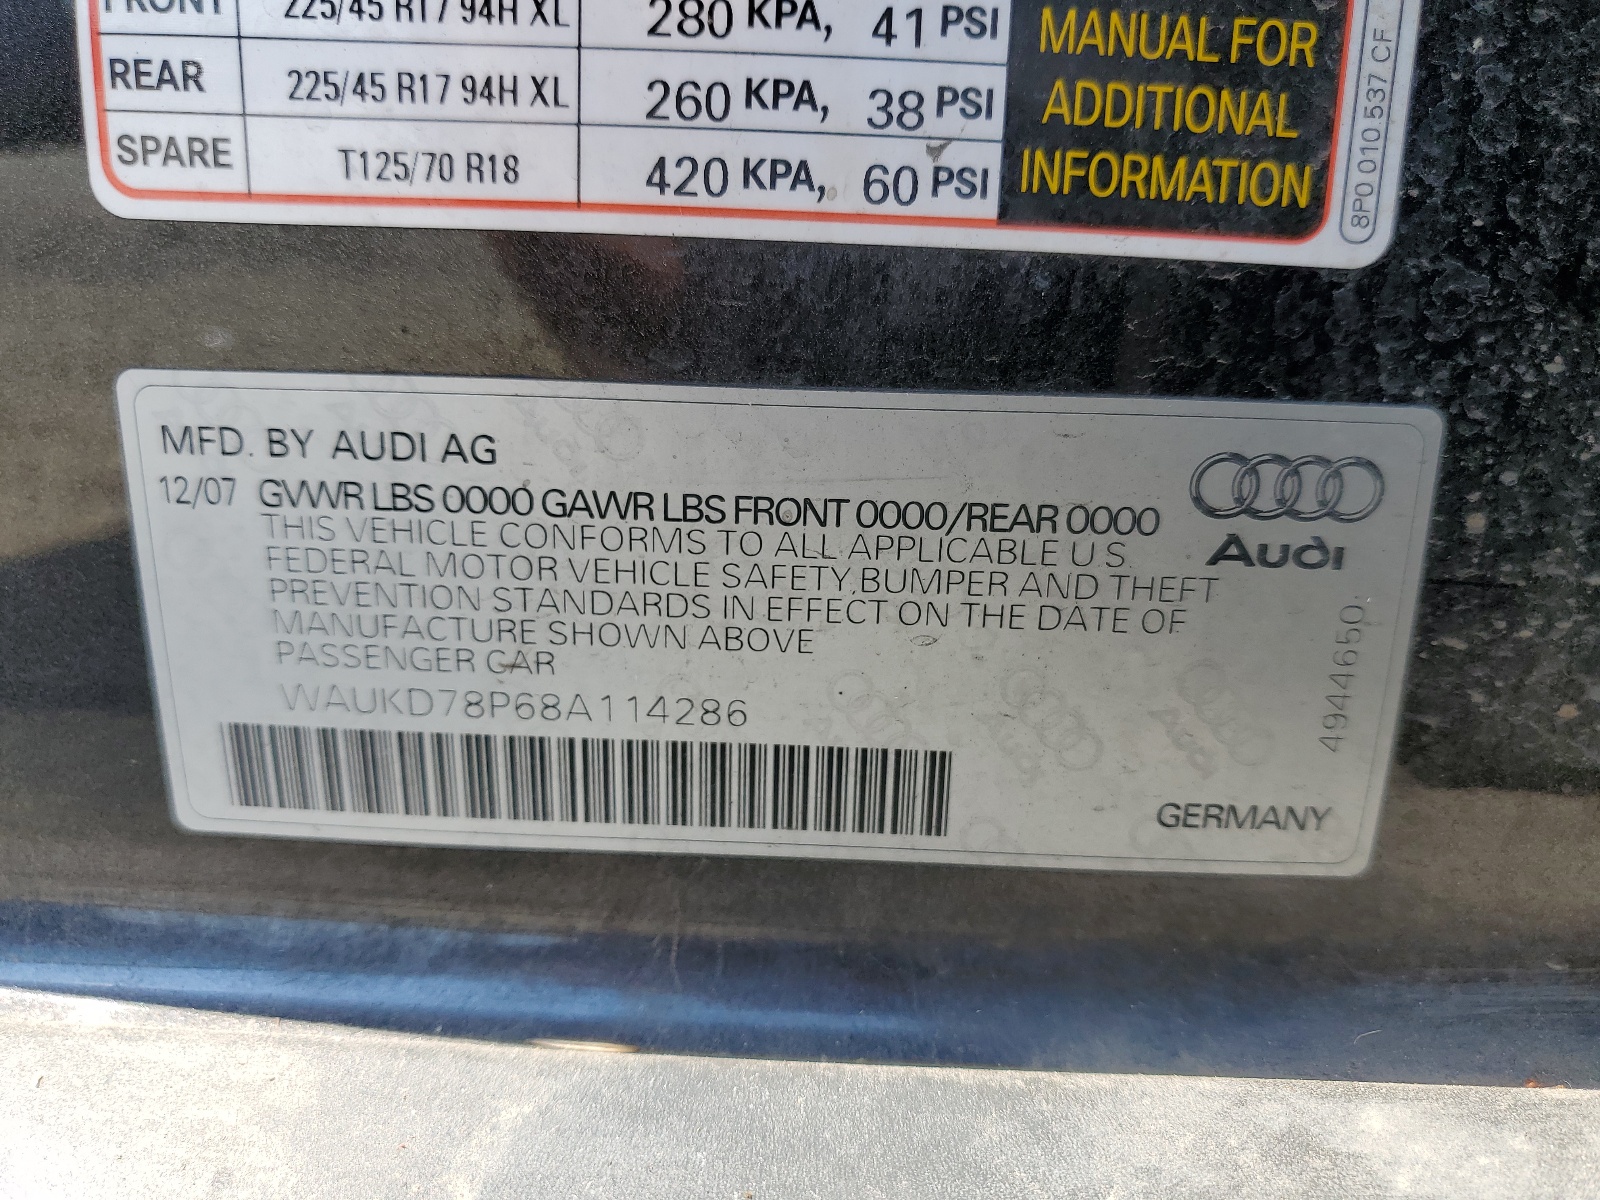 FRONT 225/45 R17 94H XL 280 KPA, 41 PSI
REAR 225/45 R17 94H XL 260 KPA, 38 PSI
SPARE T125/70 R18 420 KPA, 60 PSI
MANUAL FOR
ADDITIONAL
INFORMATION
8P0 010 537 CF
MFD. BY AUDI AG
12/07 GVWR LBS 0000 GAWR LBS FRONT 0000/REAR 0000
THIS VEHICLE CONFORMS TO ALL APPLICABLE U.S.
FEDERAL MOTOR VEHICLE SAFETY, BUMPER AND THEFT
PREVENTION STANDARDS IN EFFECT ON THE DATE OF
MANUFACTURE SHOWN ABOVE
PASSENGER CAR
WAUKD78P68A114286
Audi
4944650
GERMANY